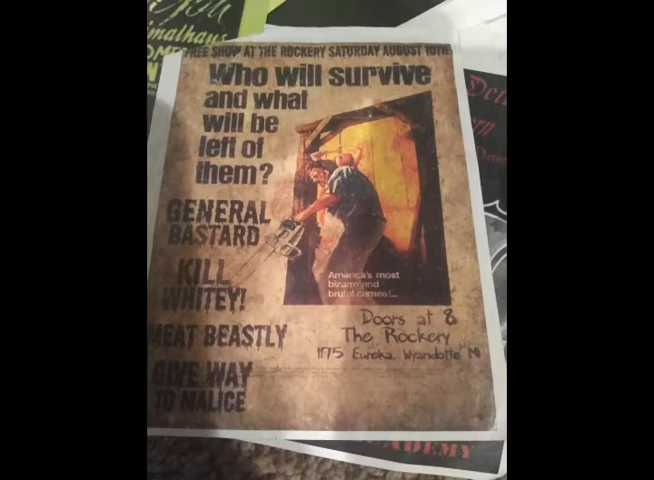 FREE SHOW AT THE ROCKERY SATURDAY AUGUST 10TH
Who will survive
and what
will be
left of
them?
GENERAL
BASTARD
KILL
WHITEY!
MEAT BEASTLY
GIVE WAY
TO MALICE
America's most
bizarre and
brutal crimes!...
Doors at 8
The Rockery
1175 Eureka, Wyandotte MI
imalhaus
ADEMY